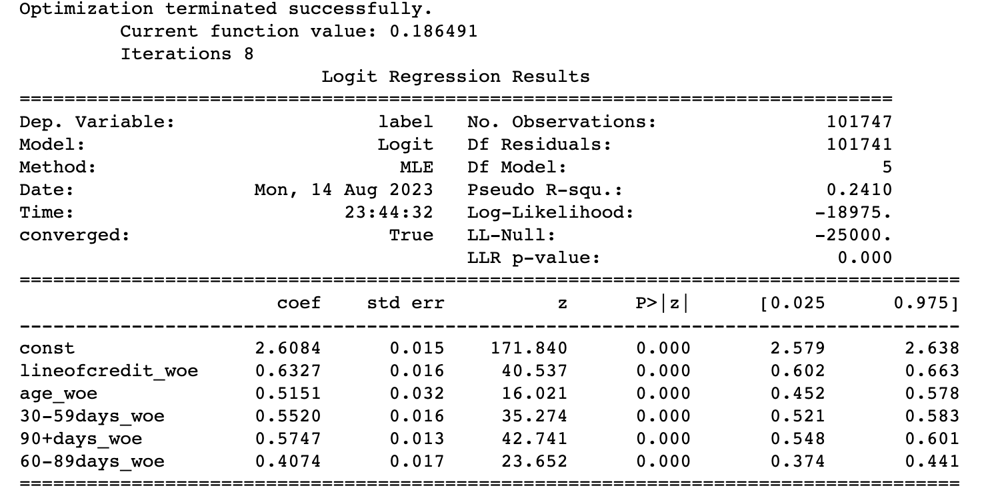 Optimization terminated successfully.
         Current function value: 0.186491
         Iterations 8
                           Logit Regression Results
==============================================================================
Dep. Variable:                  label   No. Observations:               101747
Model:                          Logit   Df Residuals:                   101741
Method:                           MLE   Df Model:                            5
Date:                Mon, 14 Aug 2023   Pseudo R-squ.:                  0.2410
Time:                        23:44:32   Log-Likelihood:                -18975.
converged:                       True   LL-Null:                       -25000.
                                        LLR p-value:                     0.000
====================================================================================
                       coef    std err          z      P>|z|      [0.025      0.975]
------------------------------------------------------------------------------------
const                2.6084      0.015    171.840      0.000       2.579       2.638
lineofcredit_woe     0.6327      0.016     40.537      0.000       0.602       0.663
age_woe              0.5151      0.032     16.021      0.000       0.452       0.578
30-59days_woe        0.5520      0.016     35.274      0.000       0.521       0.583
90+days_woe          0.5747      0.013     42.741      0.000       0.548       0.601
60-89days_woe        0.4074      0.017     23.652      0.000       0.374       0.441
====================================================================================